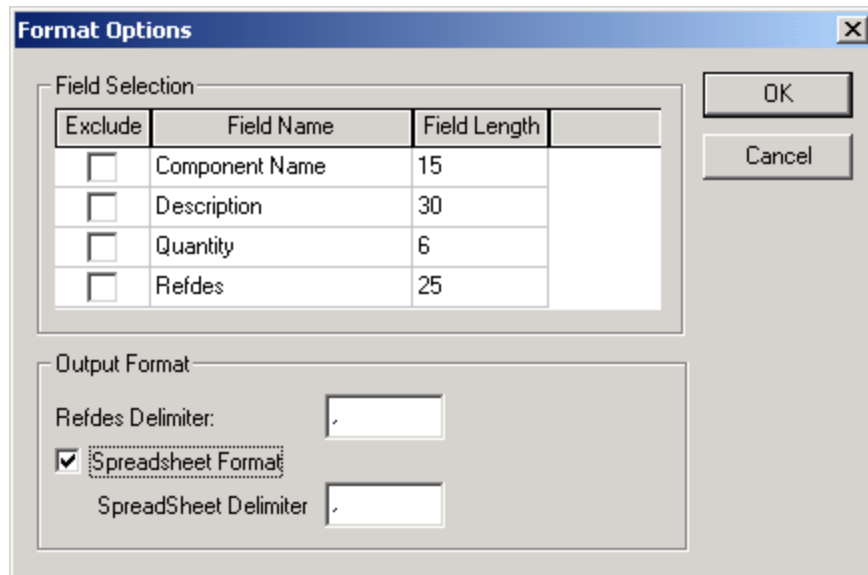 Format Options
Field Selection
Exclude Field Name Field Length
Component Name 15
Description 30
Quantity 6
Refdes 25
OK
Cancel
Output Format
Refdes Delimiter: ,
Spreadsheet Format
SpreadSheet Delimiter ,